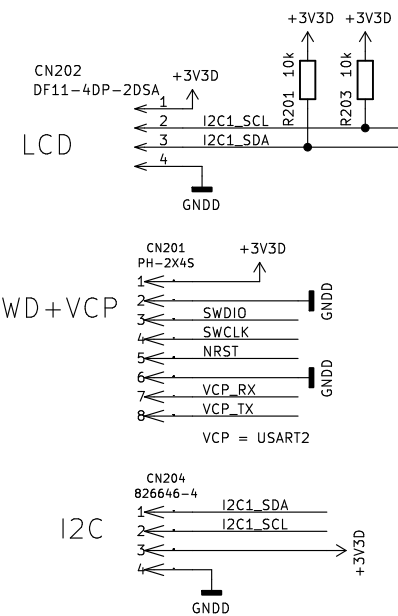 +3V3D +3V3D
CN202
DF11-4DP-2DSA
+3V3D
10k
10k
R201
R203
LCD
1
2 I2C1_SCL
3 I2C1_SDA
4
GNDD
CN201
PH-2X4S
+3V3D
WD+VCP
1
2
GNDD
3 SWDIO
4 SWCLK
5 NRST
6
GNDD
7 VCP_RX
8 VCP_TX
VCP = USART2
CN204
826646-4
I2C
1 I2C1_SDA
2 I2C1_SCL
3
+3V3D
4
GNDD